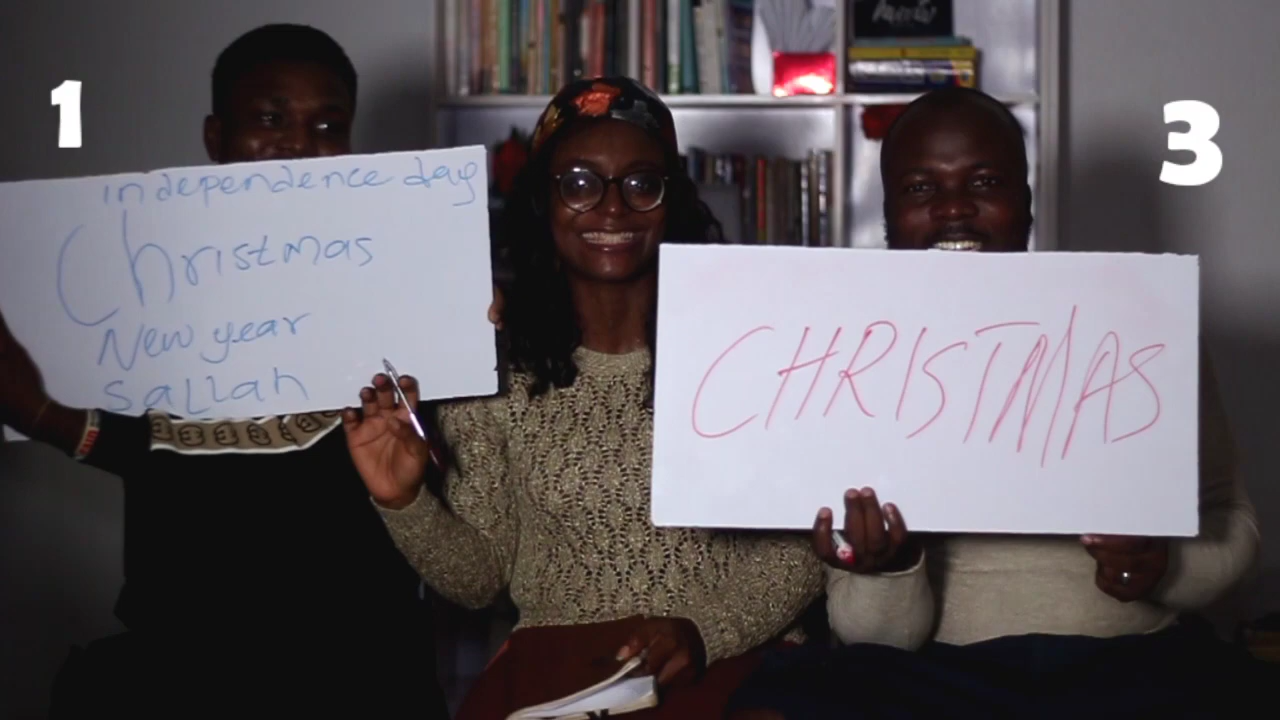 1
3
independence day
Christmas
New year
sallah
CHRISTMAS